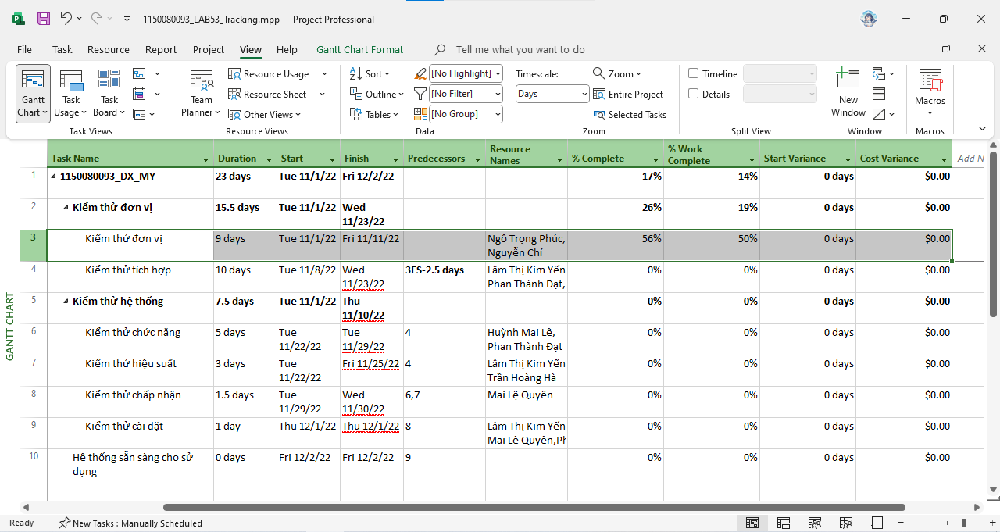 1150080093_LAB53_Tracking.mpp - Project Professional
File Task Resource Report Project View Help Gantt Chart Format Tell me what you want to do
Gantt Chart
Task Usage
Task Board
Task Views
Team Planner
Resource Usage
Resource Sheet
Other Views
Resource Views
Sort
Outline
Tables
[No Highlight]
[No Filter]
[No Group]
Data
Timescale:
Days
Zoom
Entire Project
Selected Tasks
Zoom
Timeline
Details
Split View
New Window
Window
Macros
Macros
Task Name Duration Start Finish Predecessors Resource Names % Complete % Work Complete Start Variance Cost Variance Add N
1 1150080093_DX_MY 23 days Tue 11/1/22 Fri 12/2/22 17% 14% 0 days $0.00
2 Kiểm thử đơn vị 15.5 days Tue 11/1/22 Wed 11/23/22 26% 19% 0 days $0.00
3 Kiểm thử đơn vị 9 days Tue 11/1/22 Fri 11/11/22 Ngô Trọng Phúc, Nguyễn Chí 56% 50% 0 days $0.00
4 Kiểm thử tích hợp 10 days Tue 11/8/22 Wed 11/23/22 3FS-2.5 days Lâm Thị Kim Yến Phan Thành Đạt, 0% 0% 0 days $0.00
5 Kiểm thử hệ thống 7.5 days Tue 11/1/22 Thu 11/10/22 0% 0% 0 days $0.00
6 Kiểm thử chức năng 5 days Tue 11/22/22 Tue 11/29/22 4 Huỳnh Mai Lê, Phan Thành Đạt 0% 0% 0 days $0.00
7 Kiểm thử hiệu suất 3 days Tue 11/22/22 Fri 11/25/22 4 Lâm Thị Kim Yến Trần Hoàng Hà 0% 0% 0 days $0.00
8 Kiểm thử chấp nhận 1.5 days Tue 11/29/22 Wed 11/30/22 6,7 Mai Lệ Quyên 0% 0% 0 days $0.00
9 Kiểm thử cài đặt 1 day Thu 12/1/22 Thu 12/1/22 8 Lâm Thị Kim Yến Mai Lệ Quyên,Ph 0% 0% 0 days $0.00
10 Hệ thống sẵn sàng cho sử dụng 0 days Fri 12/2/22 Fri 12/2/22 9 0% 0% 0 days $0.00
GANTT CHART
Ready New Tasks : Manually Scheduled